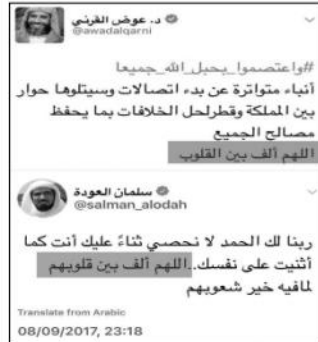 د. عوض القرني
@awadalqarni
#واعتصموا_بحبل_الله_جميعا
أنباء متواترة عن بدء اتصالات وسيتلوها حوار
بين المملكة وقطرلحل الخلافات بما يحفظ
مصالح الجميع
اللهم ألف بين القلوب
سلمان العودة
@salman_alodah
ربنا لك الحمد لا نحصي ثناءً عليك أنت كما
أثنيت على نفسك..اللهم ألف بين قلوبهم
لمافيه خير شعوبهم
Translate from Arabic
08/09/2017, 23:18